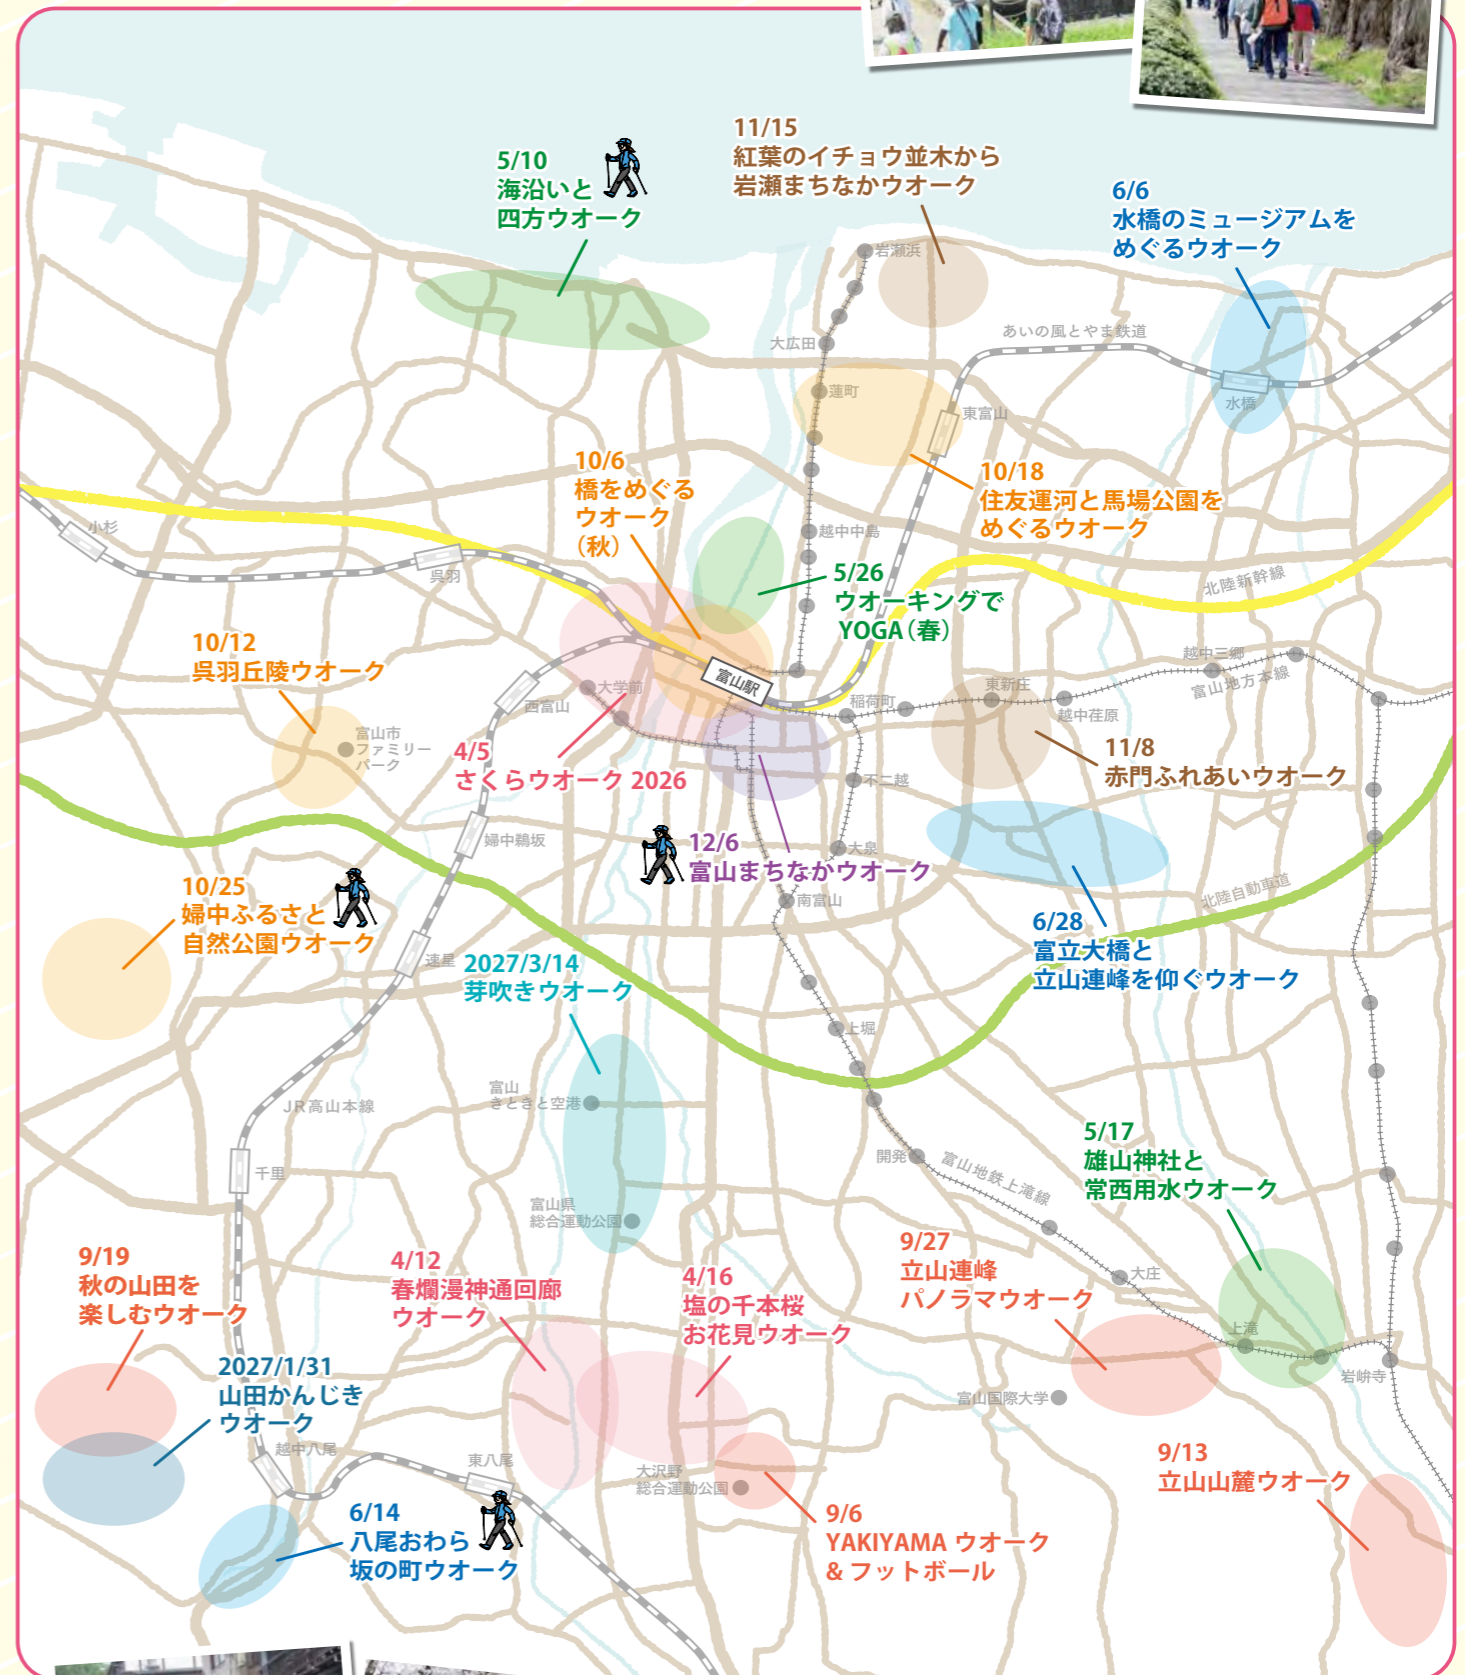 11/15
紅葉のイチョウ並木から
岩瀬まちなかウオーク
5/10
海沿いと
四方ウオーク
6/6
水橋のミュージアムを
めぐるウオーク
岩瀬浜
あいの風とやま鉄道
大広田
蓮町
水橋
東富山
10/6
橋をめぐる
ウオーク
（秋）
10/18
住友運河と馬場公園を
めぐるウオーク
小杉
呉羽
越中中島
5/26
ウオーキングで
YOGA（春）
北陸新幹線
10/12
呉羽丘陵ウオーク
越中三郷
富山地方本線
大学前
富山駅
西富山
稲荷町
東新庄
越中荏原
富山市
ファミリー
パーク
4/5
さくらウオーク 2026
11/8
赤門ふれあいウオーク
不二越
婦中鵜坂
12/6
富山まちなかウオーク
大泉
南富山
北陸自動車道
10/25
婦中ふるさと
自然公園ウオーク
速星
6/28
富立大橋と
立山連峰を仰ぐウオーク
2027/3/14
芽吹きウオーク
上堀
富山
きときと空港
JR高山本線
千里
開発
富山地鉄上滝線
5/17
雄山神社と
常西用水ウオーク
富山県
総合運動公園
9/19
秋の山田を
楽しむウオーク
4/12
春爛漫神通回廊
ウオーク
4/16
塩の千本桜
お花見ウオーク
9/27
立山連峰
パノラマウオーク
大庄
上滝
岩峅寺
2027/1/31
山田かんじき
ウオーク
富山国際大学
越中八尾
東八尾
大沢野
総合運動公園
9/13
立山山麓ウオーク
6/14
八尾おわら
坂の町ウオーク
9/6
YAKIYAMA ウオーク
& フットボール